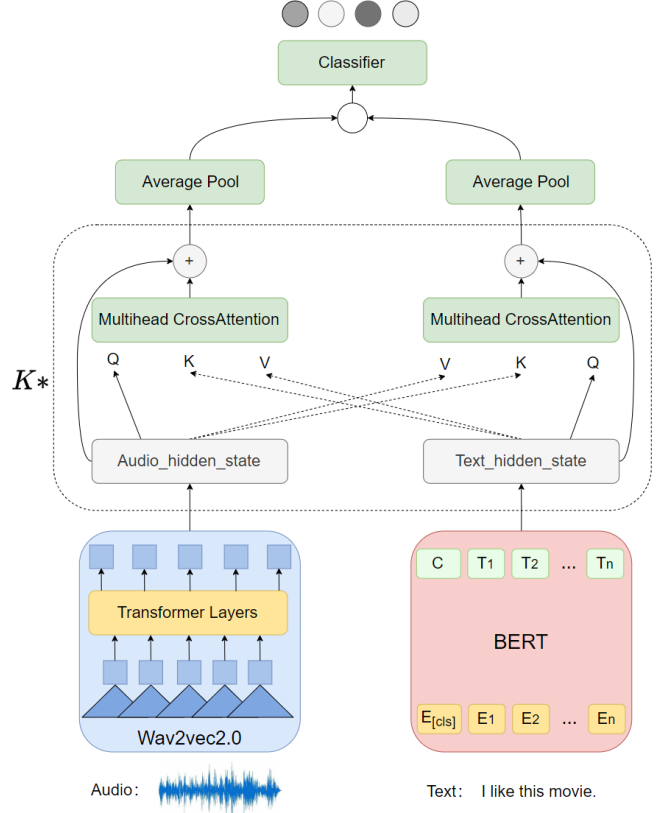 Classifier
Average Pool
Average Pool
+
+
Multihead CrossAttention
Multihead CrossAttention
Q
K
V
V
K
Q
K*
Audio_hidden_state
Text_hidden_state
C
T1
T2
...
Tn
Transformer Layers
BERT
E[cls]
E1
E2
...
En
Wav2vec2.0
Audio:
Text: I like this movie.